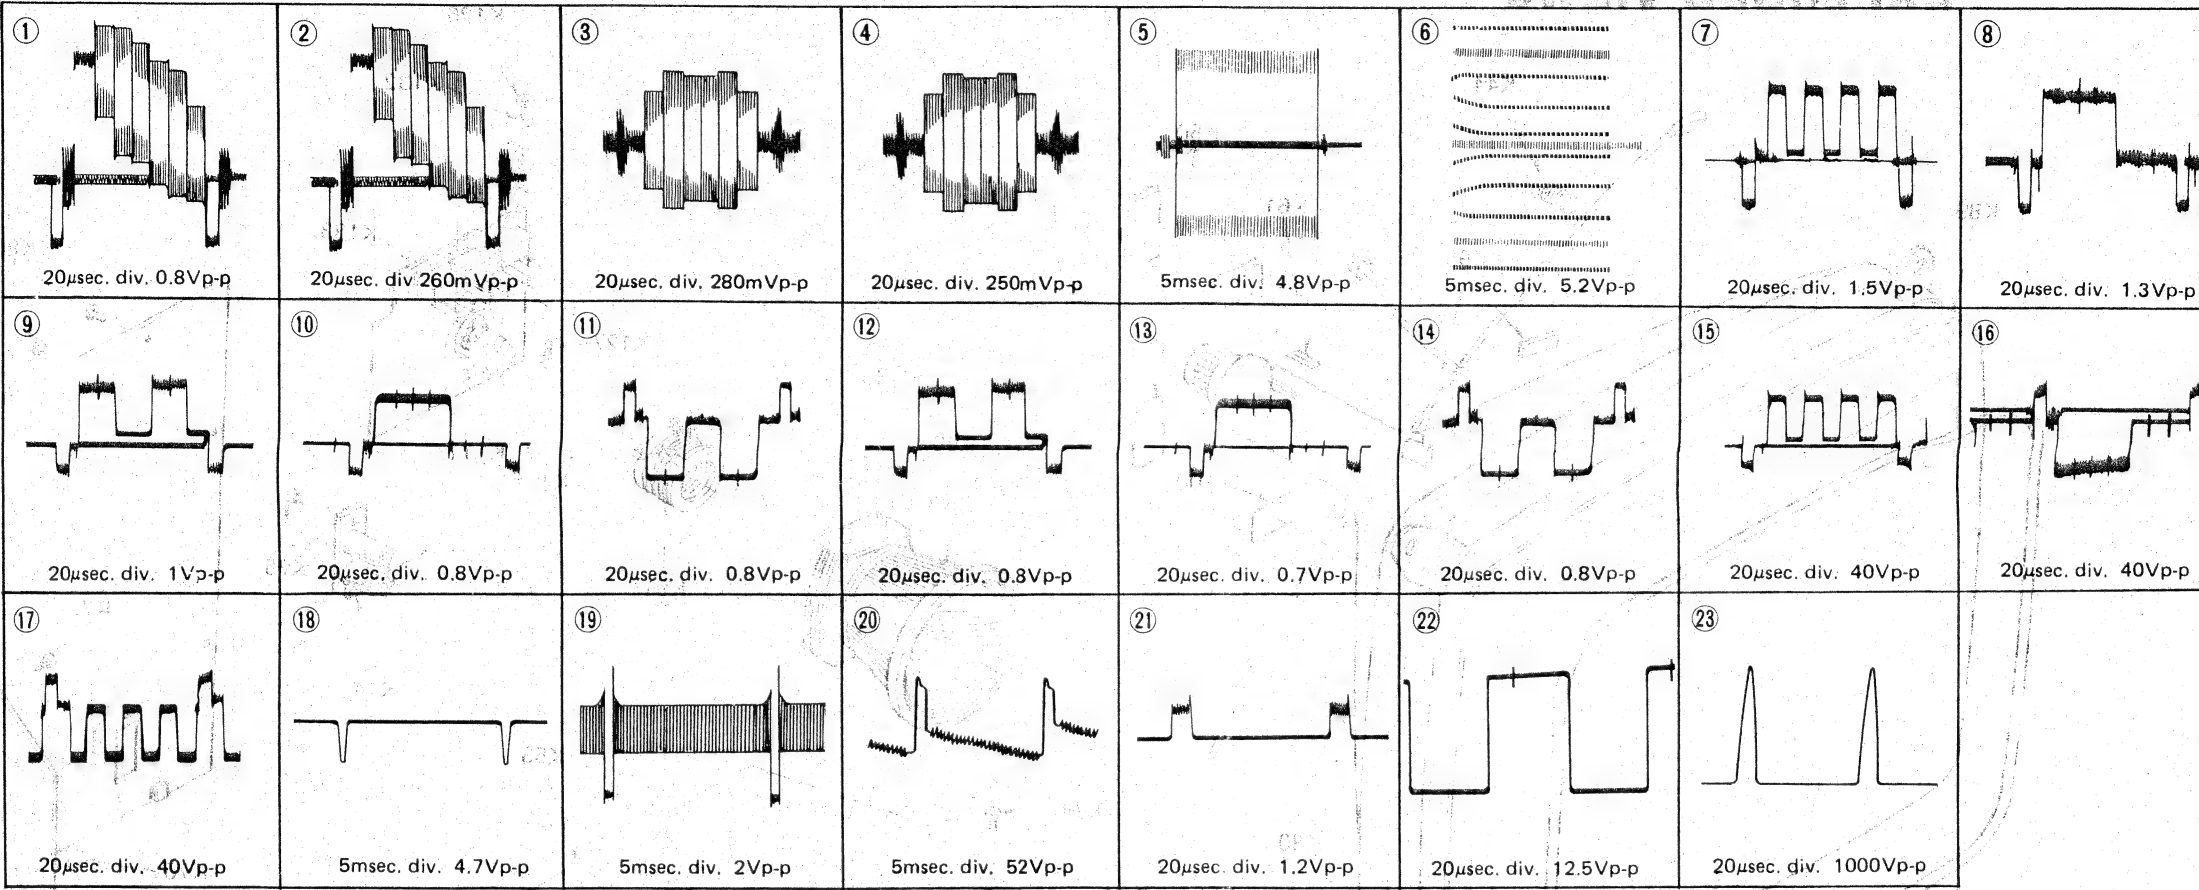 ① ② ③ ④ ⑤ ⑥ ⑦ ⑧
20μsec. div. 0.8Vp-p 20μsec. div 260mVp-p 20μsec. div. 280mVp-p 20μsec. div. 250mVp-p 5msec. div. 4.8Vp-p 5msec. div. 5.2Vp-p 20μsec. div. 1.5Vp-p 20μsec. div. 1.3Vp-p
⑨ ⑩ ⑪ ⑫ ⑬ ⑭ ⑮ ⑯
20μsec. div. 1Vp-p 20μsec. div. 0.8Vp-p 20μsec. div. 0.8Vp-p 20μsec. div. 0.8Vp-p 20μsec. div. 0.7Vp-p 20μsec. div. 0.8Vp-p 20μsec. div. 40Vp-p 20μsec. div. 40Vp-p
⑰ ⑱ ⑲ ⑳ ㉑ ㉒ ㉓
20μsec. div. 40Vp-p 5msec. div. 4.7Vp-p 5msec. div. 2Vp-p 5msec. div. 52Vp-p 20μsec. div. 1.2Vp-p 20μsec. div. 12.5Vp-p 20μsec. div. 1000Vp-p